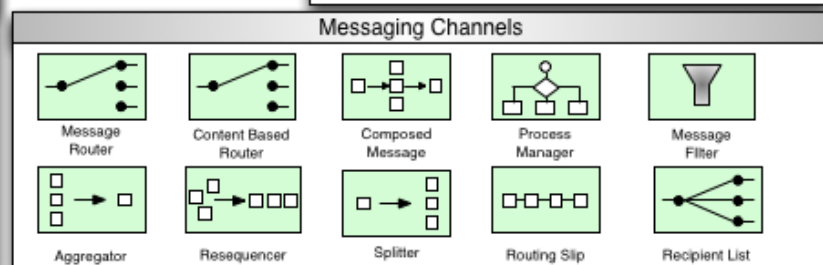 Messaging Channels
Message
Router
Content Based
Router
Composed
Message
Process
Manager
Message
FIlter
Aggregator
Resequencer
Splitter
Routing Slip
Recipient List